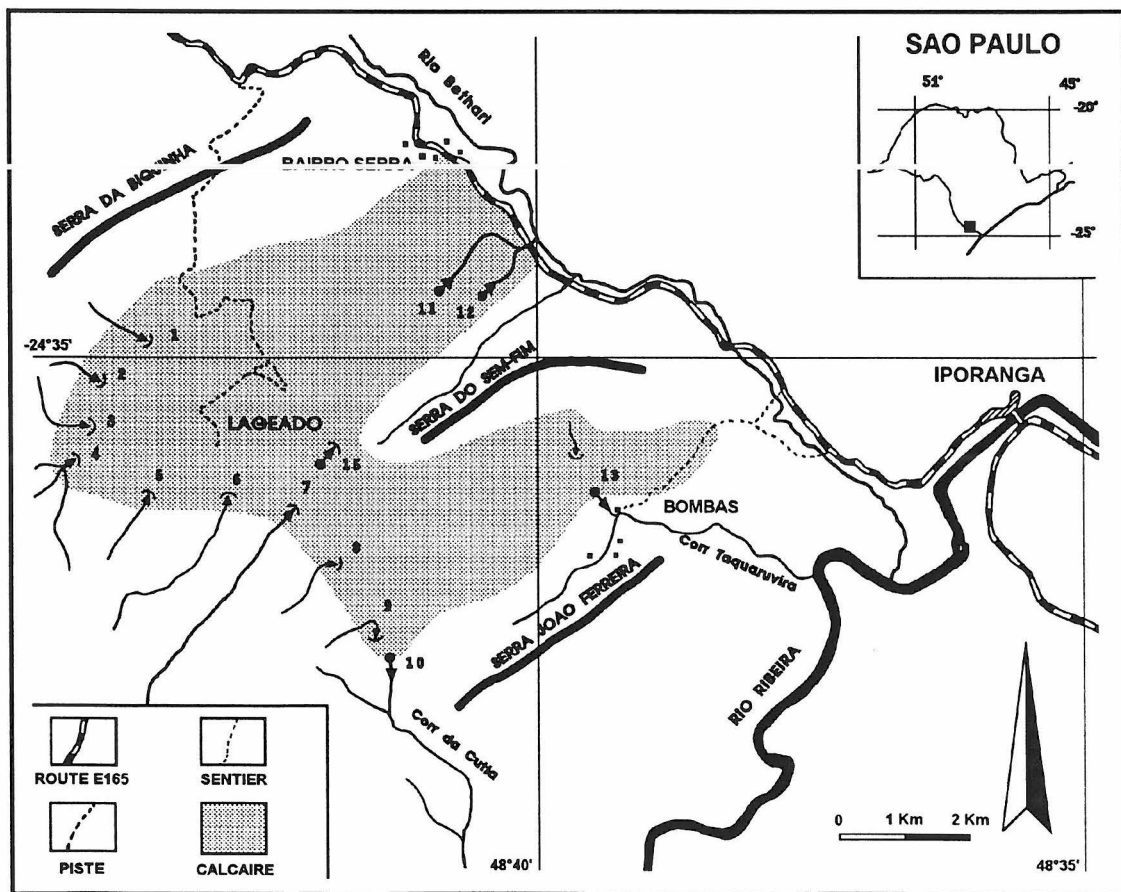 SAO PAULO
51°
45°
-20°
-25°
Rio Bethari
SERRA DA BIQUINHA
BAIRRO SERRA
11
12
1
-24°35'
2
3
4
5
6
7
LAGEADO
15
SERRA DO SEM-FIM
IPORANGA
13
BOMBAS
Corr Taquaruvira
8
9
10
SERRA JOAO FERREIRA
RIO RIBEIRA
Corr da Cutia
ROUTE E165
SENTIER
PISTE
CALCAIRE
0 1 Km 2 Km
48°40'
48°35'